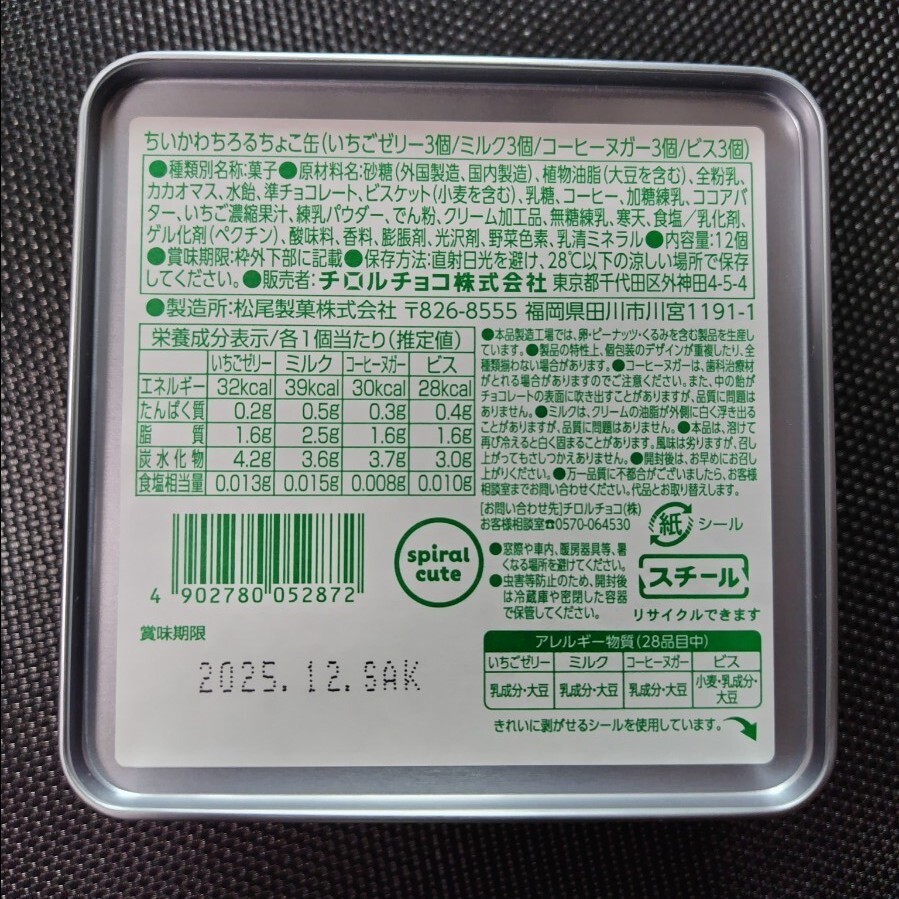 ちいかわちろるちょこ缶(いちごゼリー3個/ミルク3個/コーヒーヌガー3個/ビス3個)
●種類別名称:菓子●原材料名:砂糖(外国製造、国内製造)、植物油脂(大豆を含む)、全粉乳、
カカオマス、水飴、準チョコレート、ビスケット(小麦を含む)、乳糖、コーヒー、加糖練乳、ココアバ
ター、いちご濃縮果汁、練乳パウダー、でん粉、クリーム加工品、無糖練乳、寒天、食塩/乳化剤、
ゲル化剤(ペクチン)、酸味料、香料、膨脹剤、光沢剤、野菜色素、乳清ミネラル●内容量:12個
●賞味期限:枠外下部に記載●保存方法:直射日光を避け、28℃以下の涼しい場所で保存
してください。●販売者:チロルチョコ株式会社 東京都千代田区外神田4-5-4
●製造所:松尾製菓株式会社 〒826-8555 福岡県田川市川宮1191-1
栄養成分表示/各1個当たり(推定値)
いちごゼリー ミルク コーヒーヌガー ビス
エネルギー 32kcal 39kcal 30kcal 28kcal
たんぱく質 0.2g 0.5g 0.3g 0.4g
脂質 1.6g 2.5g 1.6g 1.6g
炭水化物 4.2g 3.6g 3.7g 3.0g
食塩相当量 0.013g 0.015g 0.008g 0.010g
●本品製造工場では、卵・ピーナッツ・くるみを含む製品を生産し
ています。●製品の特性上、個包装のデザインが重複したり、全
種類揃わない場合があります。●コーヒーヌガーは、歯科治療材
がとれる場合がありますのでご注意ください。また、中の飴が
チョコレートの表面に吹き出すことがありますが、品質に問題は
ありません。●ミルクは、クリームの油脂が外側に白く浮き出る
ことがありますが、品質に問題はありません。●本品は、溶けて
再び冷えると白く固まることがあります。風味は劣りますが、召し
上がってもさしつかえありません。●開封後は、お早めにお召し
上がりください。●万一品質に不都合がございましたら、お客様
相談室までお問い合わせください。代品とお取り替えします。
[お問い合わせ先]チロルチョコ(株)
お客様相談室☎0570-064530
紙 シール
●窓際や車内、暖房器具等、暑
くなる場所を避けてください。
●虫害等防止のため、開封後
は冷蔵庫や密閉した容器
で保管してください。
スチール
リサイクルできます
spiral
cute
4 902780 052872
賞味期限
2025.12.SAK
アレルギー物質(28品目中)
いちごゼリー ミルク コーヒーヌガー ビス
乳成分・大豆 乳成分・大豆 乳成分・大豆 小麦・乳成分・
大豆
きれいに剥がせるシールを使用しています。